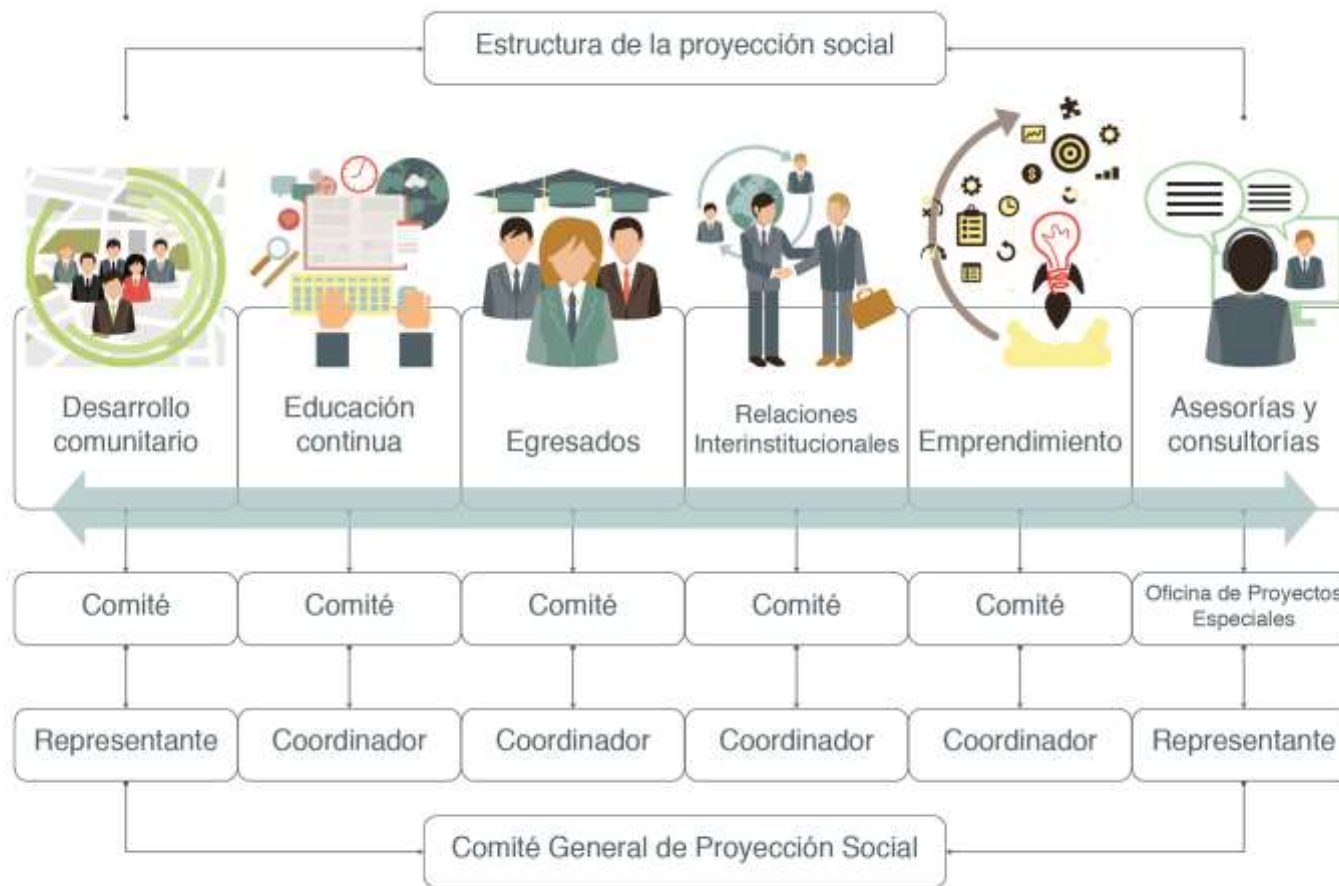 Estructura de la proyección social
Desarrollo
comunitario
Educación
continua
Egresados
Relaciones
Interinstitucionales
Emprendimiento
Asesorías y
consultorías
Comité
Comité
Comité
Comité
Comité
Oficina de Proyectos
Especiales
Representante
Coordinador
Coordinador
Coordinador
Coordinador
Representante
Comité General de Proyección Social